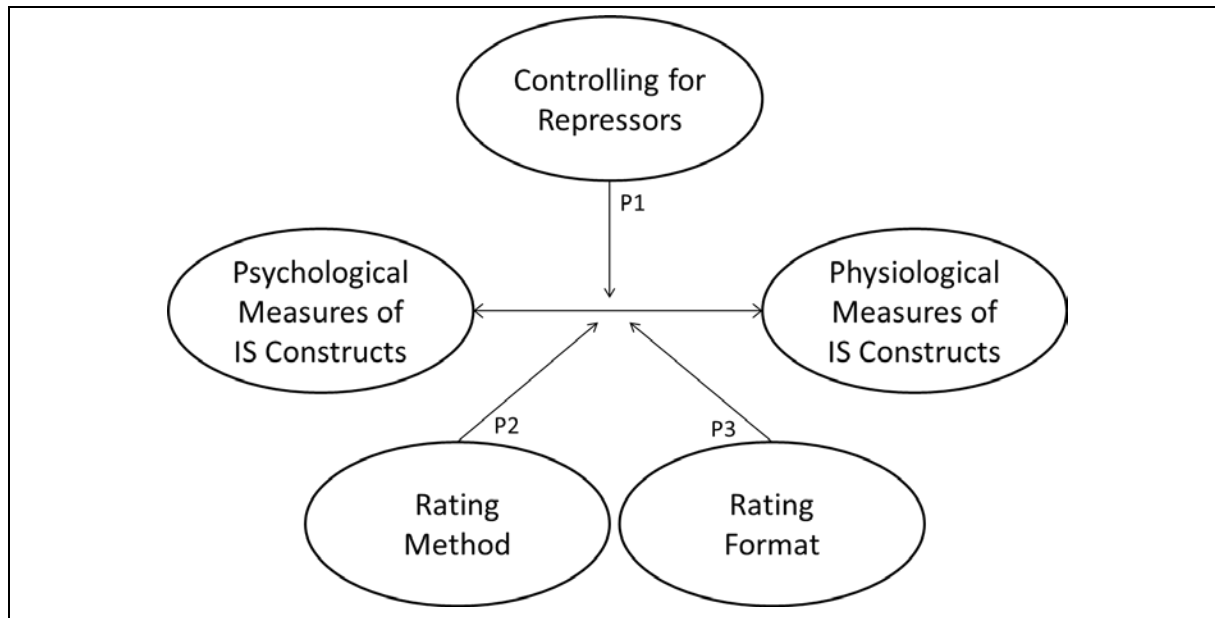 Controlling for
Repressors
P1
Psychological
Measures of
IS Constructs
Physiological
Measures of
IS Constructs
P2
P3
Rating
Method
Rating
Format